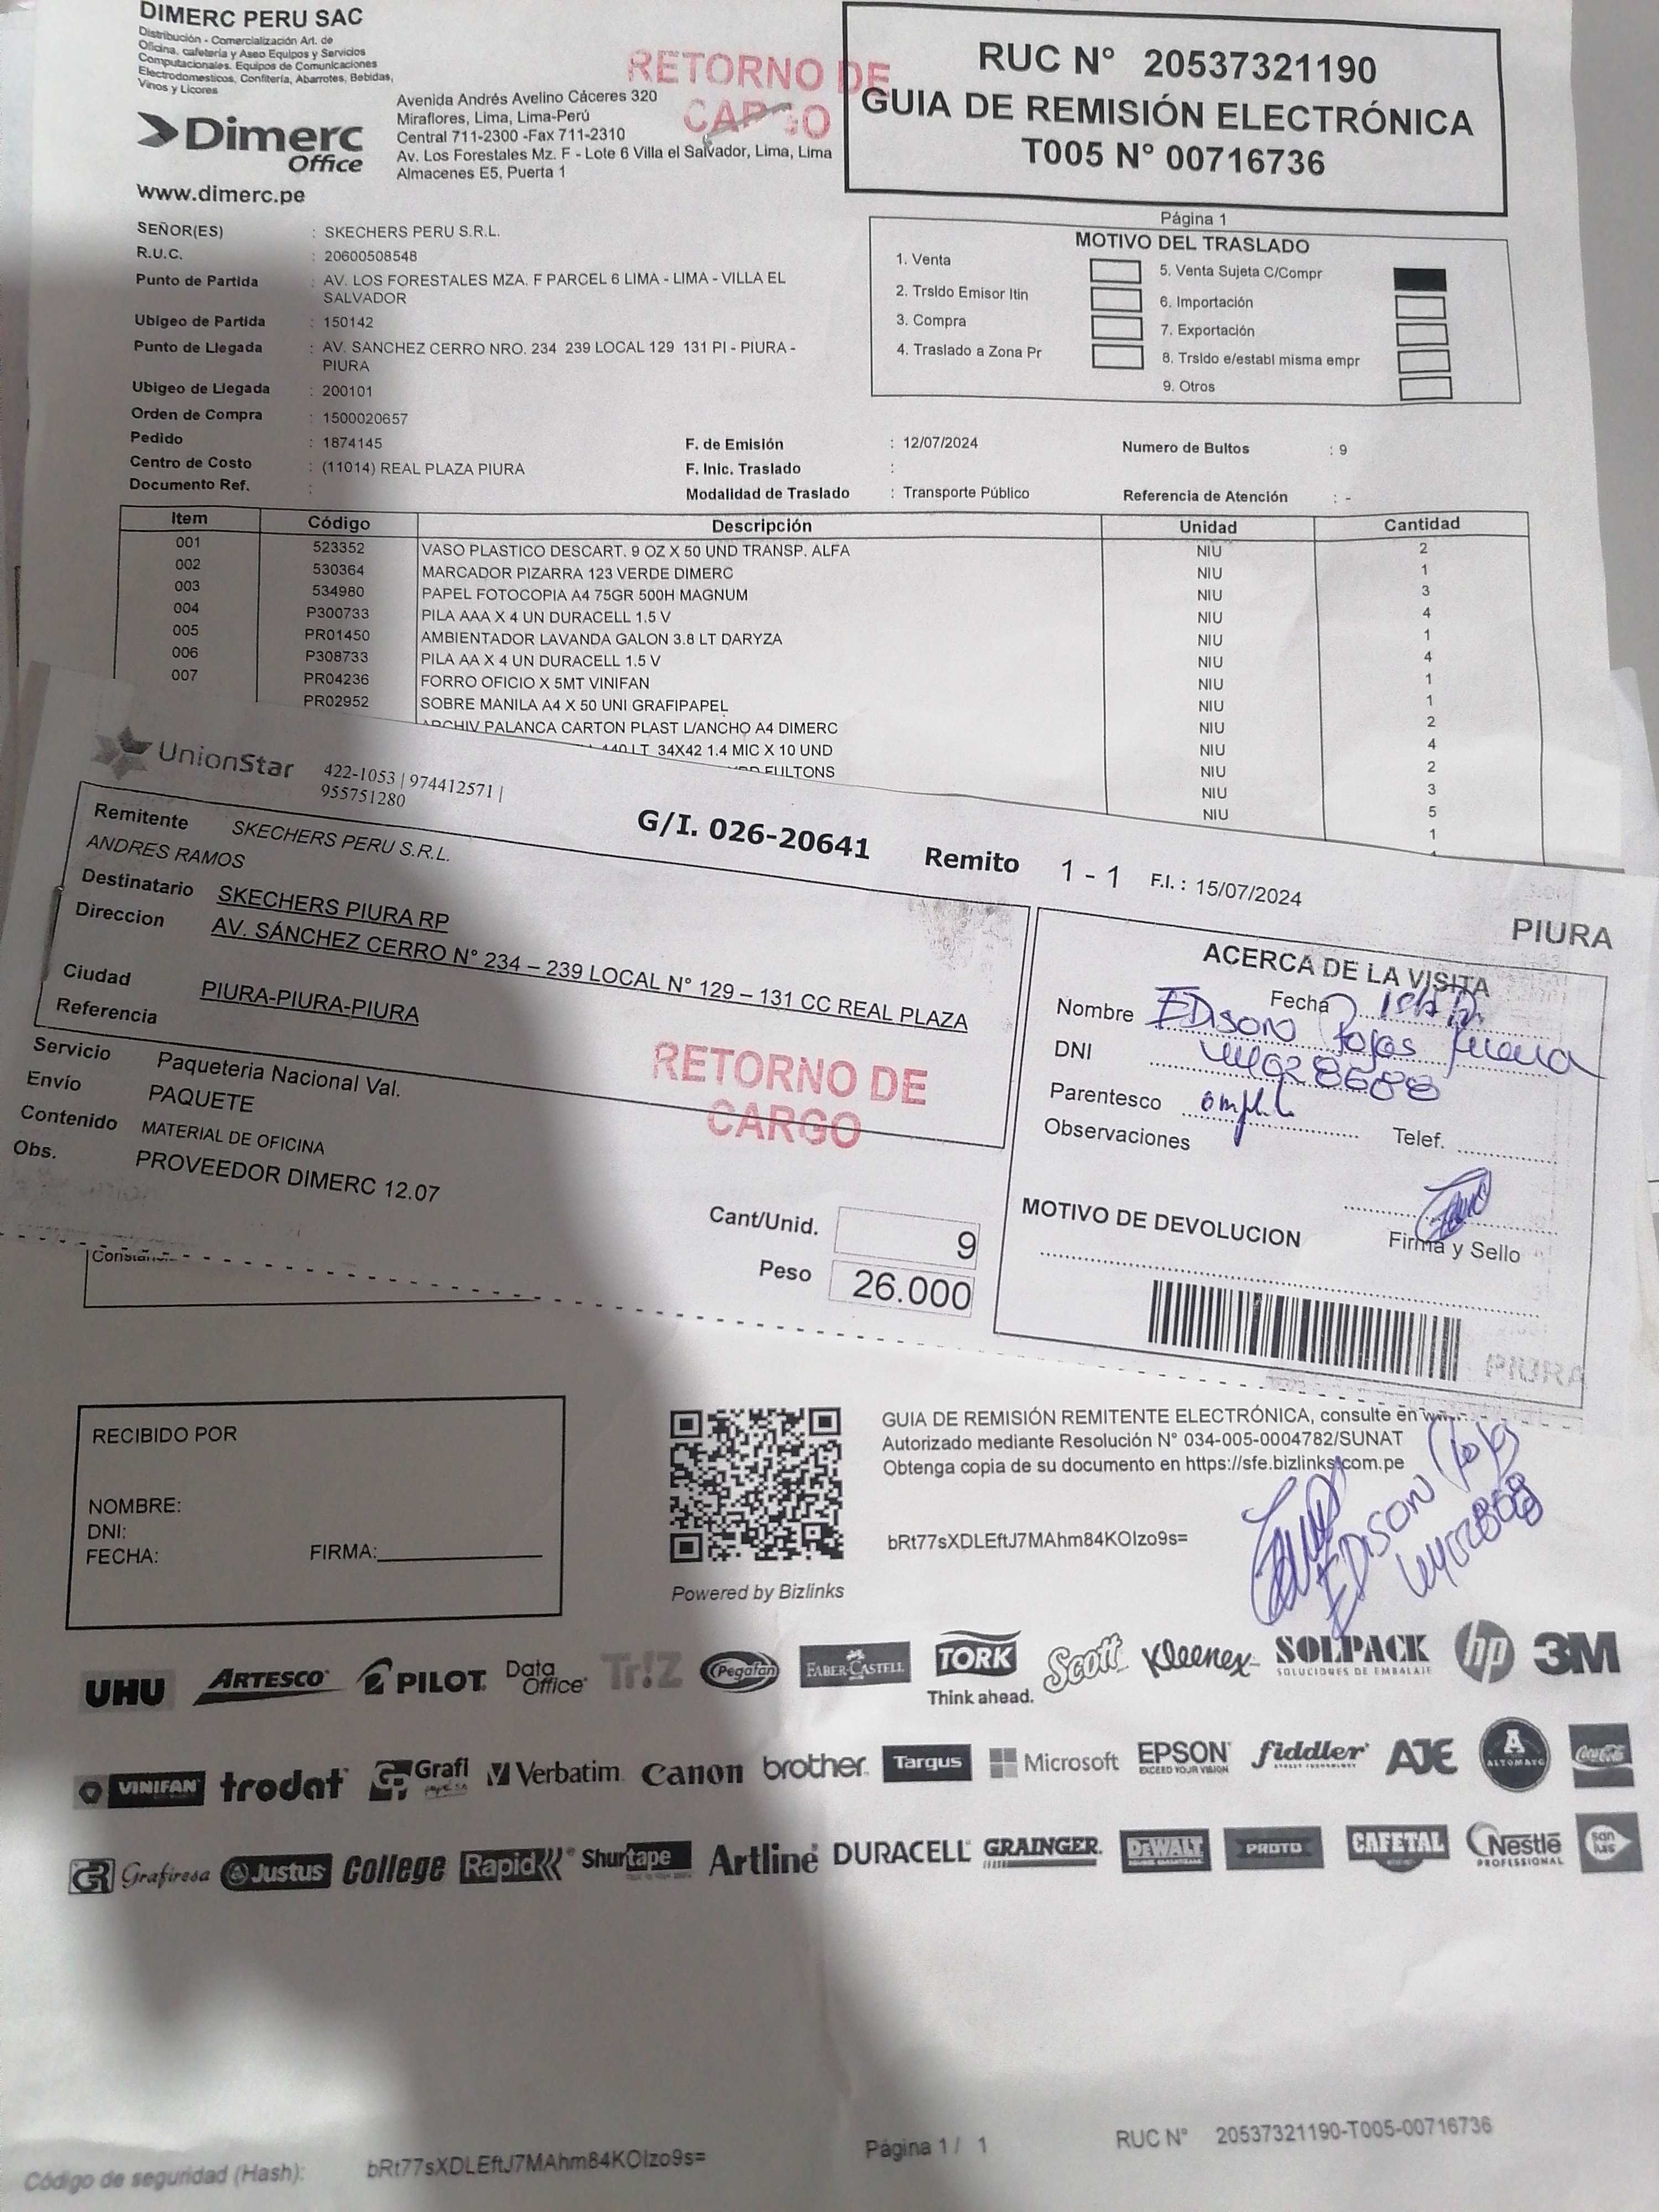 DIMERC PERU SAC
Distribución - Comercialización Art. de
Oficina, cafetería y Aseo Equipos y Servicios
Computacionales. Equipos de Comunicaciones
Electrodomesticos, Confitería, Abarrotes, Bebidas,
Vinos y Licores
Dimerc
Office
www.dimerc.pe
Avenida Andrés Avelino Cáceres 320
Miraflores, Lima, Lima-Perú
Central 711-2300 -Fax 711-2310
Av. Los Forestales Mz. F - Lote 6 Villa el Salvador, Lima, Lima
Almacenes E5, Puerta 1
RETORNO DE
CARGO
RUC N° 20537321190
GUIA DE REMISIÓN ELECTRÓNICA
T005 N° 00716736
Página 1
MOTIVO DEL TRASLADO
1. Venta
2. Trsldo Emisor Itin
3. Compra
4. Traslado a Zona Pr
5. Venta Sujeta C/Compr
6. Importación
7. Exportación
8. Trsldo e/establ misma empr
9. Otros
SEÑOR(ES) : SKECHERS PERU S.R.L.
R.U.C. : 20600508548
Punto de Partida : AV. LOS FORESTALES MZA. F PARCEL 6 LIMA - LIMA - VILLA EL
SALVADOR
Ubigeo de Partida : 150142
Punto de Llegada : AV. SANCHEZ CERRO NRO. 234 239 LOCAL 129 131 PI - PIURA -
PIURA
Ubigeo de Llegada : 200101
Orden de Compra : 1500020657
Pedido : 1874145 F. de Emisión : 12/07/2024 Numero de Bultos : 9
Centro de Costo : (11014) REAL PLAZA PIURA F. Inic. Traslado :
Documento Ref. : Modalidad de Traslado : Transporte Público Referencia de Atención : -
Item Código Descripción Unidad Cantidad
001 523352 VASO PLASTICO DESCART. 9 OZ X 50 UND TRANSP. ALFA NIU 2
002 530364 MARCADOR PIZARRA 123 VERDE DIMERC NIU 1
003 534980 PAPEL FOTOCOPIA A4 75GR 500H MAGNUM NIU 3
004 P300733 PILA AAA X 4 UN DURACELL 1.5 V NIU 4
005 PR01450 AMBIENTADOR LAVANDA GALON 3.8 LT DARYZA NIU 1
006 P308733 PILA AA X 4 UN DURACELL 1.5 V NIU 4
007 PR04236 FORRO OFICIO X 5MT VINIFAN NIU 1
PR02952 SOBRE MANILA A4 X 50 UNI GRAFIPAPEL NIU 1
ARCHIV PALANCA CARTON PLAST L/ANCHO A4 DIMERC NIU 2
140 LT 34X42 1.4 MIC X 10 UND NIU 4
FULTONS NIU 2
NIU 3
NIU 5
1
UnionStar
422-1053 | 974412571 |
955751280
G/I. 026-20641 Remito 1 - 1 F.I. : 15/07/2024
PIURA
Remitente SKECHERS PERU S.R.L.
ANDRES RAMOS
Destinatario SKECHERS PIURA RP
Direccion AV. SÁNCHEZ CERRO N° 234 – 239 LOCAL N° 129 – 131 CC REAL PLAZA
Ciudad PIURA-PIURA-PIURA
Referencia
Servicio Paqueteria Nacional Val.
Envío PAQUETE
Contenido MATERIAL DE OFICINA
Obs. PROVEEDOR DIMERC 12.07
RETORNO DE
CARGO
Cant/Unid. 9
Peso 26.000
ACERCA DE LA VISITA
Fecha
Nombre EDISON Rojas
DNI
Parentesco
Telef.
Observaciones
MOTIVO DE DEVOLUCION
Firma y Sello
RECIBIDO POR
NOMBRE:
DNI:
FECHA: FIRMA:
Powered by Bizlinks
GUIA DE REMISIÓN REMITENTE ELECTRÓNICA, consulte en
Autorizado mediante Resolución N° 034-005-0004782/SUNAT
Obtenga copia de su documento en https://sfe.bizlinks.com.pe
bRt77sXDLEftJ7MAhm84KOIzo9s=
EDISON Rojas
UHU ARTESCO PILOT Data Office Tr!Z Pegafan FABER-CASTELL TORK Scott Kleenex SOLPACK hp 3M
Think ahead.
SOLUCIONES DE EMBALAJE
VINIFAN trodat Grafi Verbatim Canon brother Targus Microsoft EPSON fiddler AJE ALTOMAYO Coca-Cola
EXCEED YOUR VISION
GR Grafiresa Justus College Rapid Shurtape Artline DURACELL GRAINGER DEWALT PROTO CAFETAL Nestlé san luis
PROFESSIONAL
Código de seguridad (Hash): bRt77sXDLEftJ7MAhm84KOIzo9s= Página 1 / 1 RUC N° 20537321190-T005-00716736